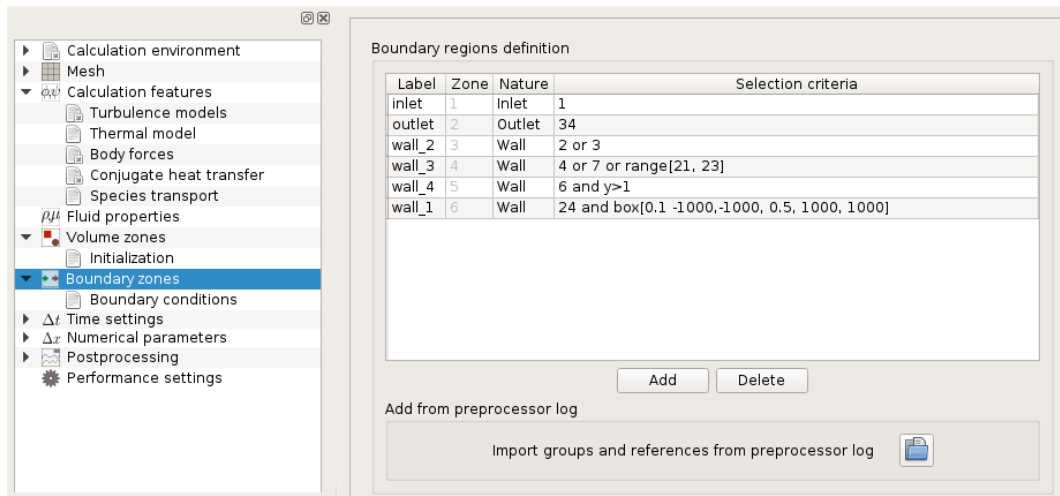 Calculation environment
Mesh
Calculation features
Turbulence models
Thermal model
Body forces
Conjugate heat transfer
Species transport
ρ,μ Fluid properties
Volume zones
Initialization
Boundary zones
Boundary conditions
Δt Time settings
Δx Numerical parameters
Postprocessing
Performance settings
Boundary regions definition
Label Zone Nature Selection criteria
inlet 1 Inlet 1
outlet 2 Outlet 34
wall_2 3 Wall 2 or 3
wall_3 4 Wall 4 or 7 or range[21, 23]
wall_4 5 Wall 6 and y>1
wall_1 6 Wall 24 and box[0.1 -1000,-1000, 0.5, 1000, 1000]
Add Delete
Add from preprocessor log
Import groups and references from preprocessor log